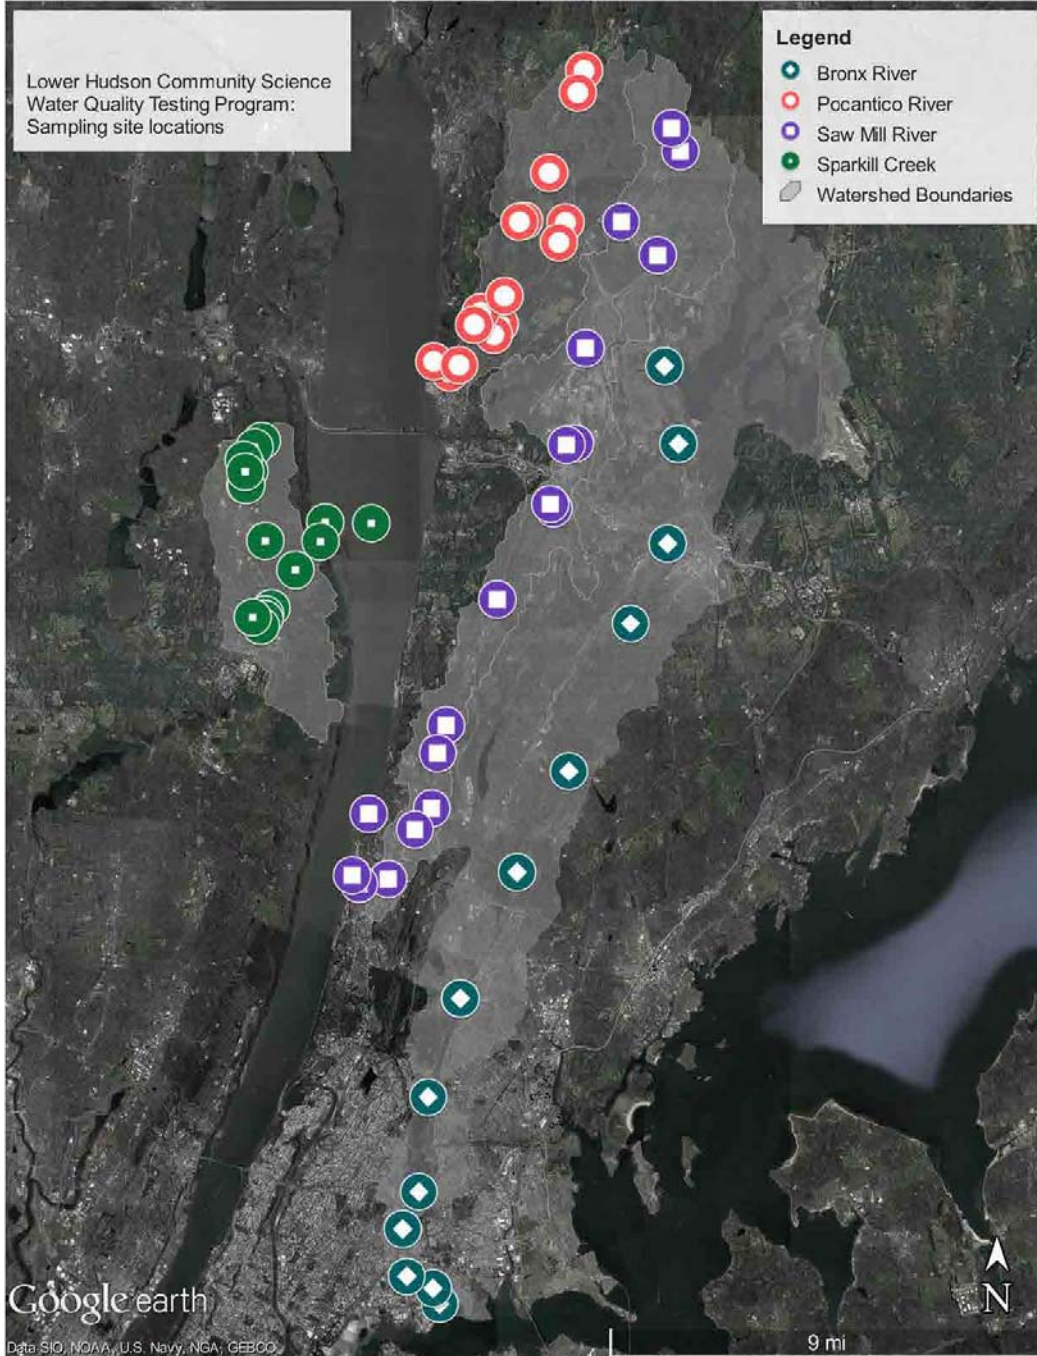 Lower Hudson Community Science
Water Quality Testing Program:
Sampling site locations
Legend
Bronx River
Pocantico River
Saw Mill River
Sparkill Creek
Watershed Boundaries
Google earth
N
Data SIO, NOAA, U.S. Navy, NGA, GEBCO
9 mi